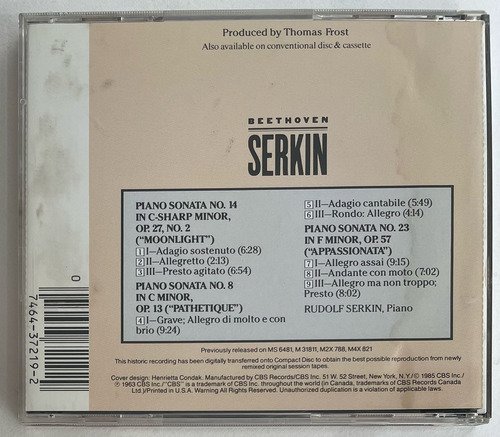 Produced by Thomas Frost
Also available on conventional disc & cassette
BEETHOVEN
SERKIN
PIANO SONATA NO. 14
IN C-SHARP MINOR,
OP. 27, NO. 2
("MOONLIGHT")
1 I—Adagio sostenuto (6:28)
2 II—Allegretto (2:13)
3 III—Presto agitato (6:54)
PIANO SONATA NO. 8
IN C MINOR,
OP. 13 ("PATHETIQUE")
4 I—Grave; Allegro di molto e con
brio (9:24)
5 II—Adagio cantabile (5:49)
6 III—Rondo: Allegro (4:14)
PIANO SONATA NO. 23
IN F MINOR, OP. 57
("APPASSIONATA")
7 I—Allegro assai (9:15)
8 II—Andante con moto (7:02)
9 III—Allegro ma non troppo;
Presto (8:02)
RUDOLF SERKIN, Piano
Previously released on MS 6481, M 31811, M2X 788, M4X 821
This historic recording has been digitally transferred onto Compact Disc to obtain the best possible reproduction from newly
remixed original session tapes.
Cover design: Henrietta Condak. Manufactured by CBS Records/CBS Inc./ 51 W. 52 Street, New York, N.Y./ © 1985 CBS Inc./
℗ 1963 CBS Inc./"CBS" is a trademark of CBS Inc. throughout the world (in Canada, trademarks of CBS Records Canada
Ltd.)/Printed in U.S.A. Warning All Rights Reserved. Unauthorized duplication is a violation of applicable laws.
0
7464-37219-2